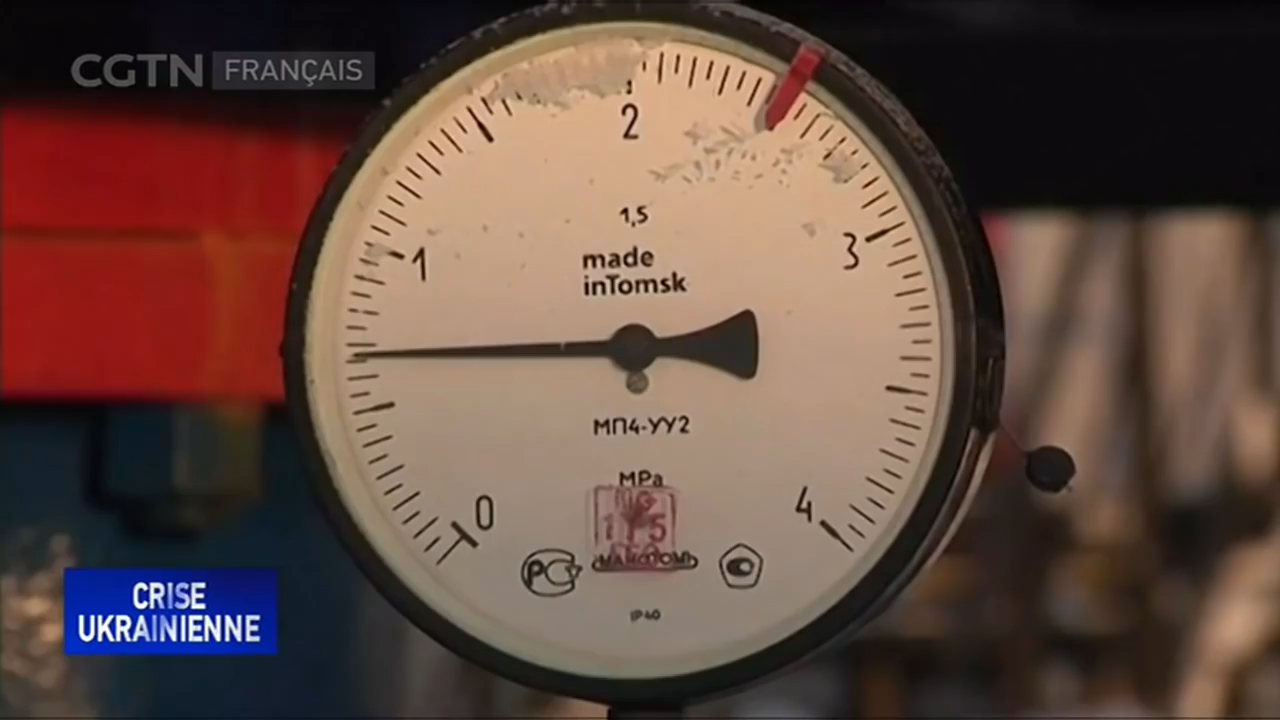 CGTN FRANÇAIS
2
1,5
1
3
made
inTomsk
МП4-УУ2
MPa
0
4
IP40
CRISE
UKRAINIENNE